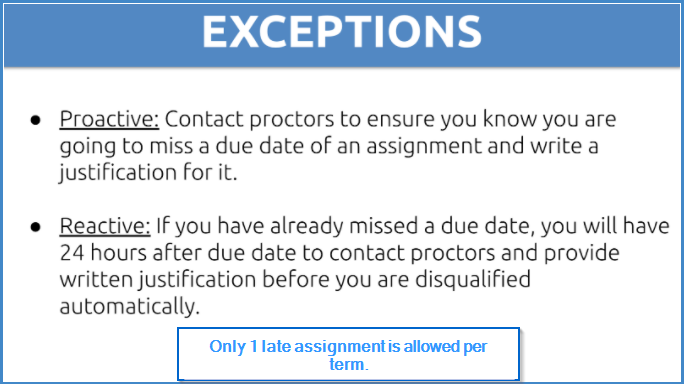 EXCEPTIONS
● Proactive: Contact proctors to ensure you know you are
going to miss a due date of an assignment and write a
justification for it.
● Reactive: If you have already missed a due date, you will have
24 hours after due date to contact proctors and provide
written justification before you are disqualified
automatically.
Only 1 late assignment is allowed per
term.